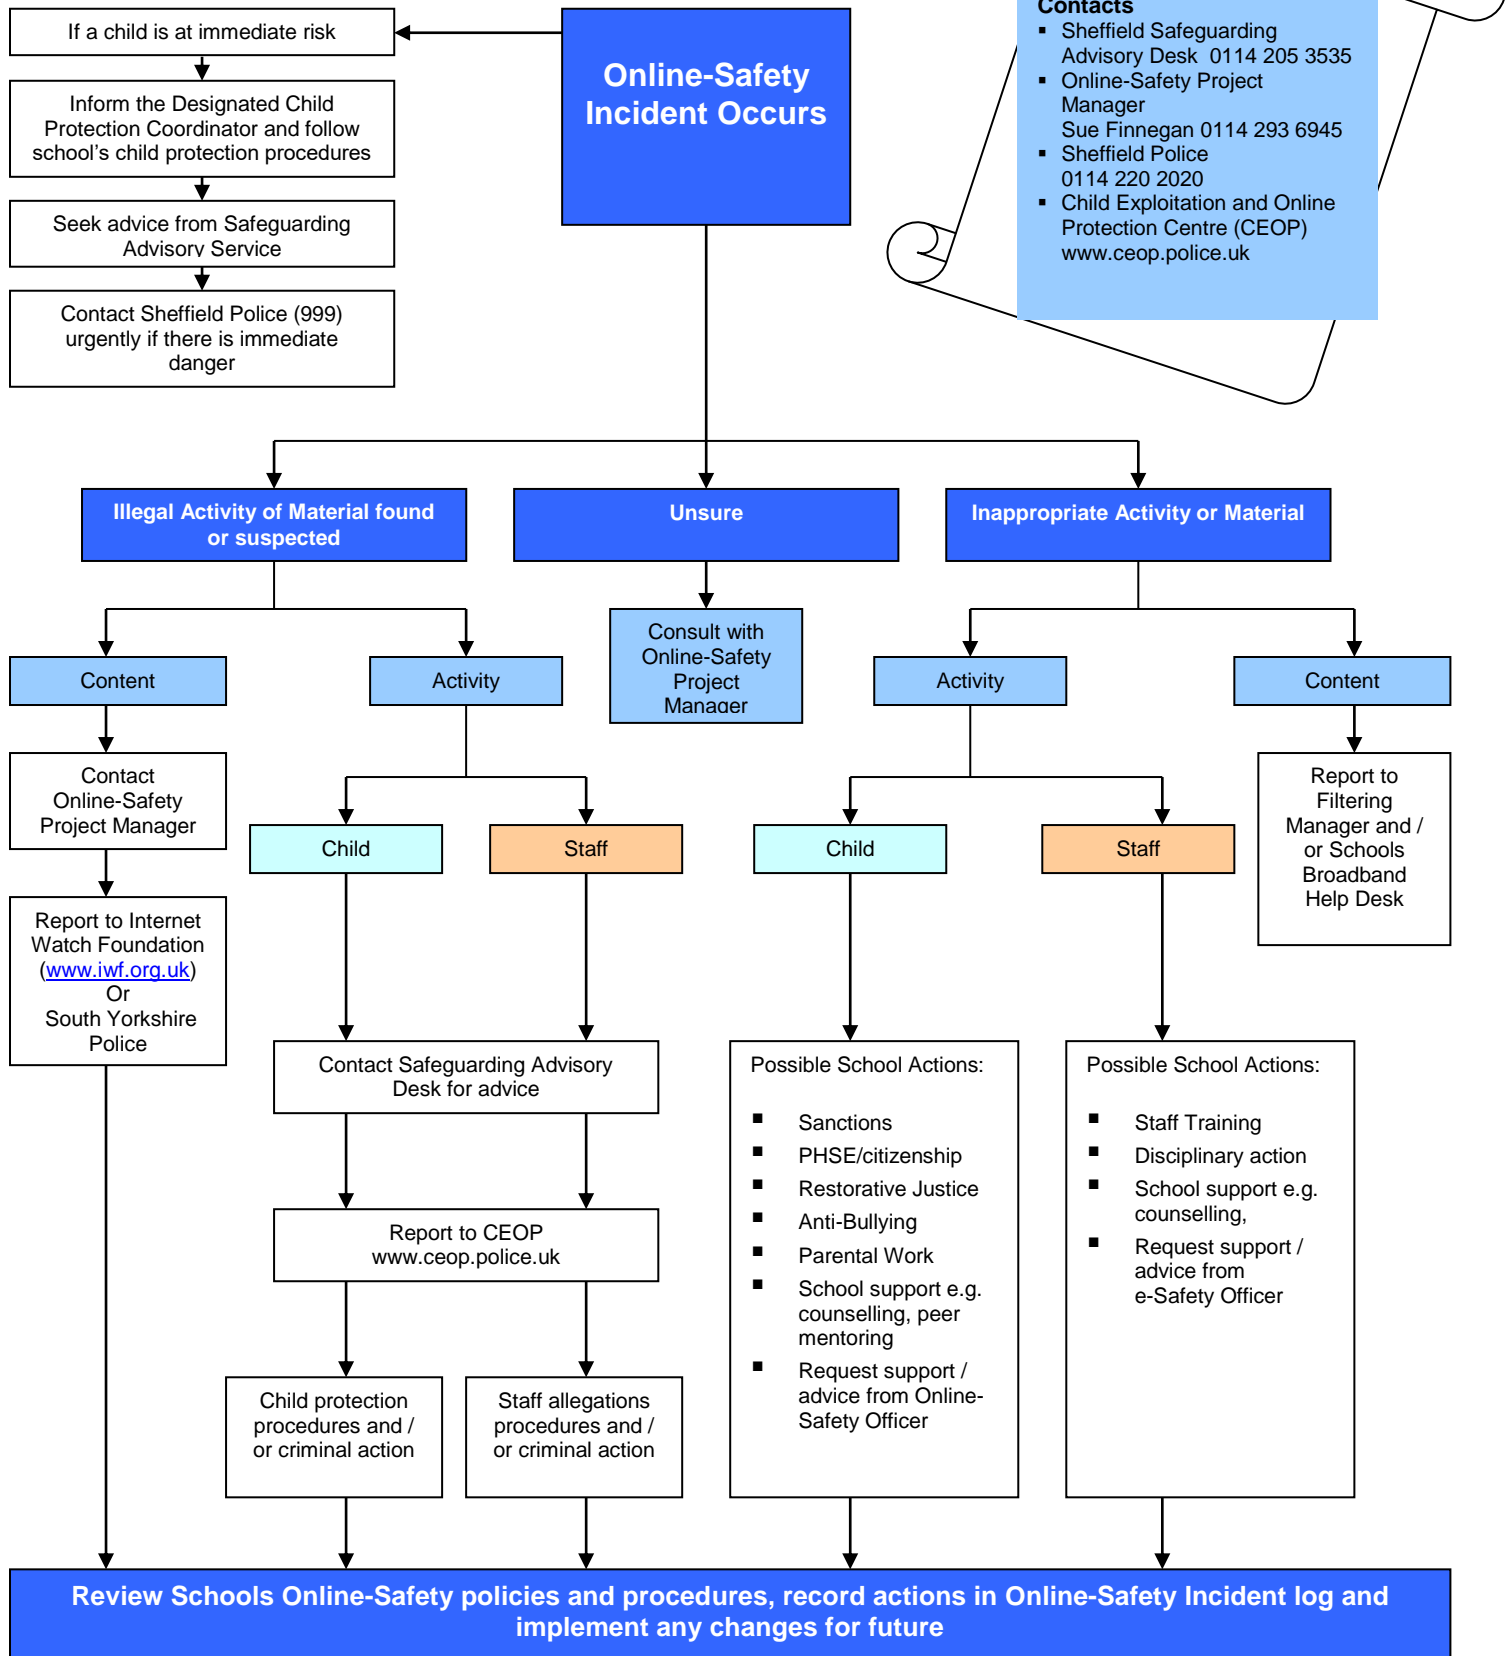 If a child is at immediate risk
Inform the Designated Child
Protection Coordinator and follow
school’s child protection procedures
Seek advice from Safeguarding
Advisory Service
Contact Sheffield Police (999)
urgently if there is immediate
danger
Online-Safety
Incident Occurs
Contacts
▪ Sheffield Safeguarding
Advisory Desk 0114 205 3535
▪ Online-Safety Project
Manager
Sue Finnegan 0114 293 6945
▪ Sheffield Police
0114 220 2020
▪ Child Exploitation and Online
Protection Centre (CEOP)
www.ceop.police.uk
Illegal Activity of Material found
or suspected
Unsure
Inappropriate Activity or Material
Content
Activity
Consult with
Online-Safety
Project
Manager
Activity
Content
Contact
Online-Safety
Project Manager
Child
Staff
Child
Staff
Report to
Filtering
Manager and /
or Schools
Broadband
Help Desk
Report to Internet
Watch Foundation
(www.iwf.org.uk)
Or
South Yorkshire
Police
Contact Safeguarding Advisory
Desk for advice
Report to CEOP
www.ceop.police.uk
Child protection
procedures and /
or criminal action
Staff allegations
procedures and /
or criminal action
Possible School Actions:
▪ Sanctions
▪ PHSE/citizenship
▪ Restorative Justice
▪ Anti-Bullying
▪ Parental Work
▪ School support e.g.
counselling, peer
mentoring
▪ Request support /
advice from Online-
Safety Officer
Possible School Actions:
▪ Staff Training
▪ Disciplinary action
▪ School support e.g.
counselling,
▪ Request support /
advice from
e-Safety Officer
Review Schools Online-Safety policies and procedures, record actions in Online-Safety Incident log and
implement any changes for future